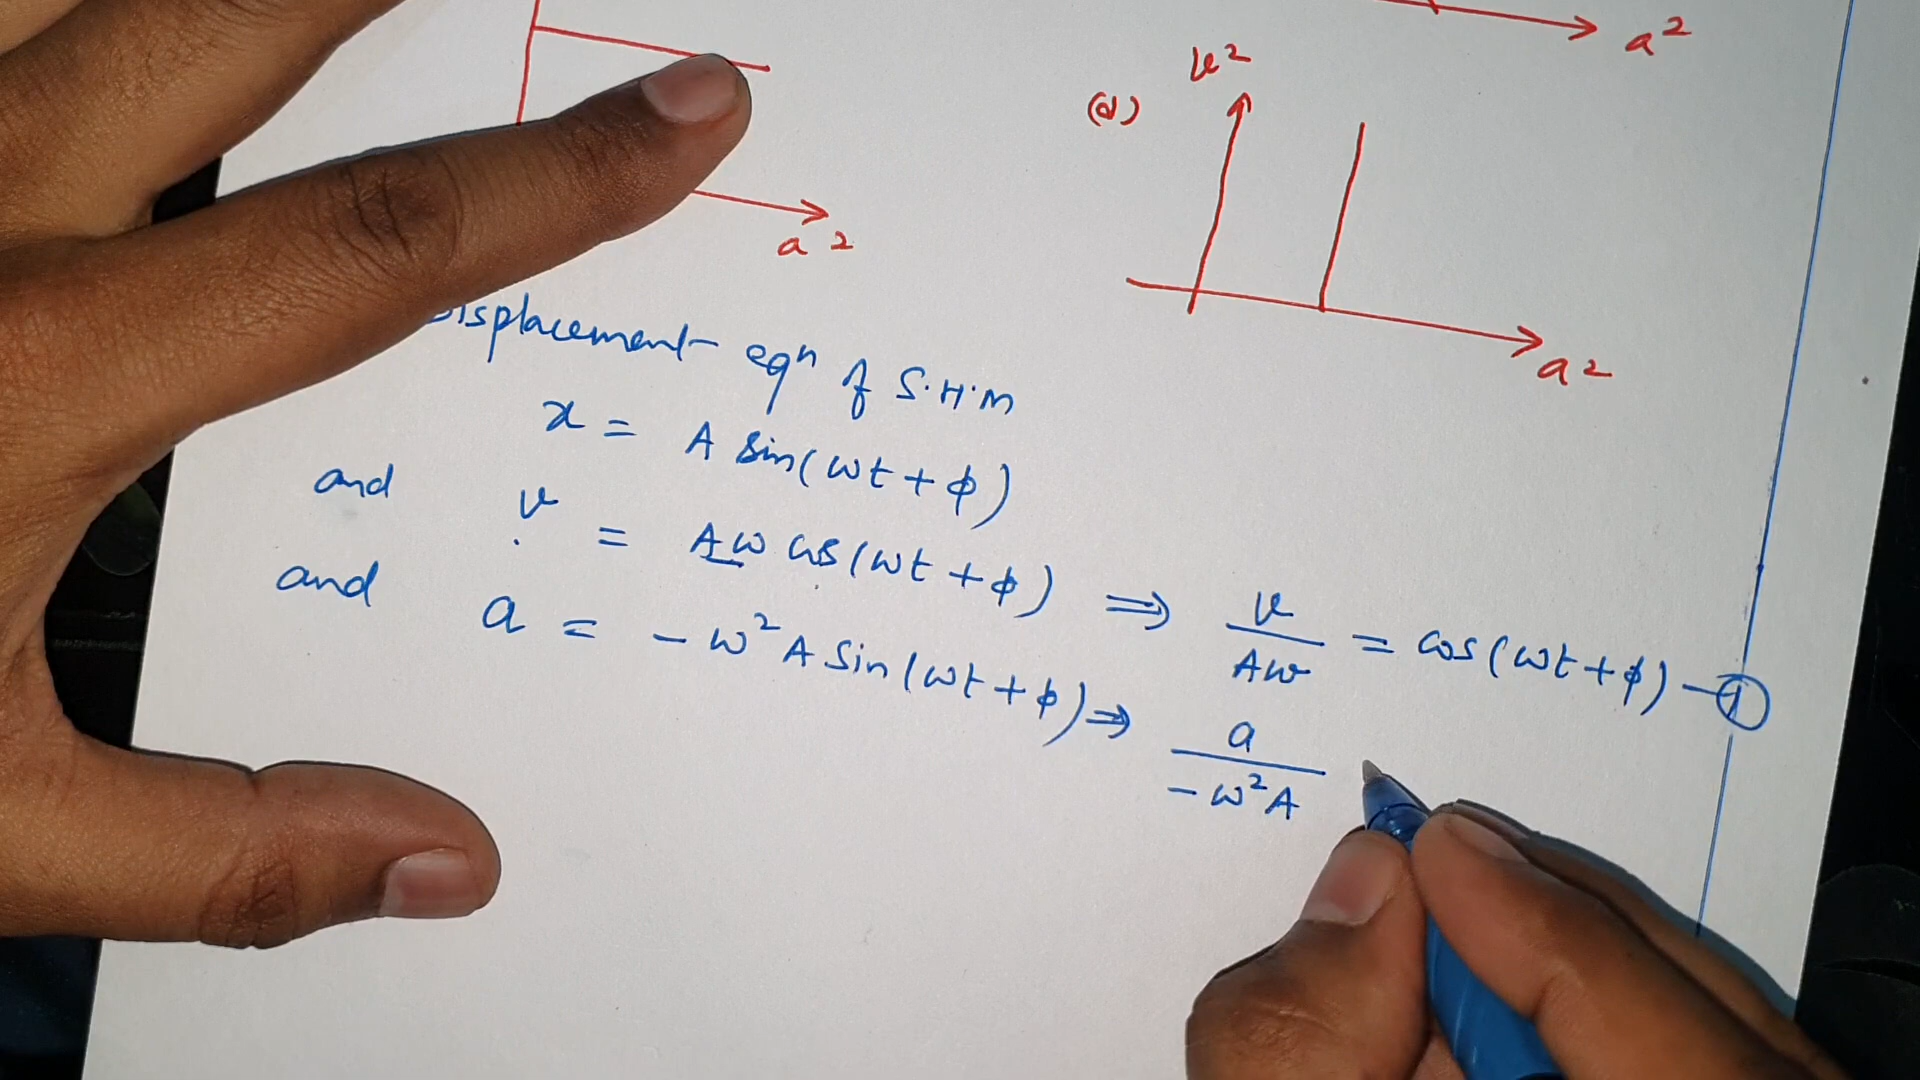 a²
v²
(d)
a²
a²
Displacement eqⁿ of S.H.M
x = A sin(ωt + ϕ)
and v = Aω cos(ωt + ϕ) ⇒ v/Aω = cos(ωt + ϕ) — ①
and a = -ω²A sin(ωt + ϕ) ⇒ a/-ω²A